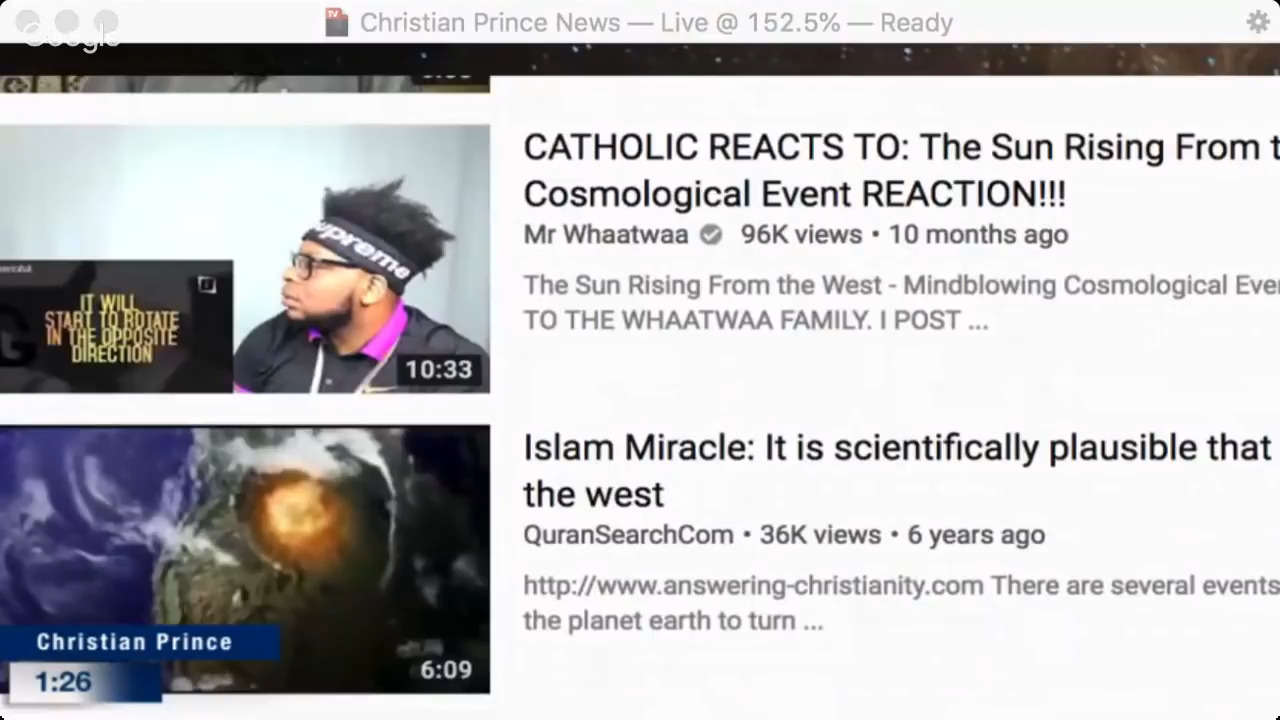 Christian Prince News — Live @ 152.5% — Ready
Google
CATHOLIC REACTS TO: The Sun Rising From t
Cosmological Event REACTION!!!
Mr Whaatwaa 96K views • 10 months ago
The Sun Rising From the West - Mindblowing Cosmological Eve
TO THE WHAATWAA FAMILY. I POST ...
upreme
IT WILL
START TO ROTATE
IN THE OPPOSITE
DIRECTION
G
10:33
Islam Miracle: It is scientifically plausible that
the west
QuranSearchCom • 36K views • 6 years ago
http://www.answering-christianity.com There are several events
the planet earth to turn ...
Christian Prince
1:26
6:09